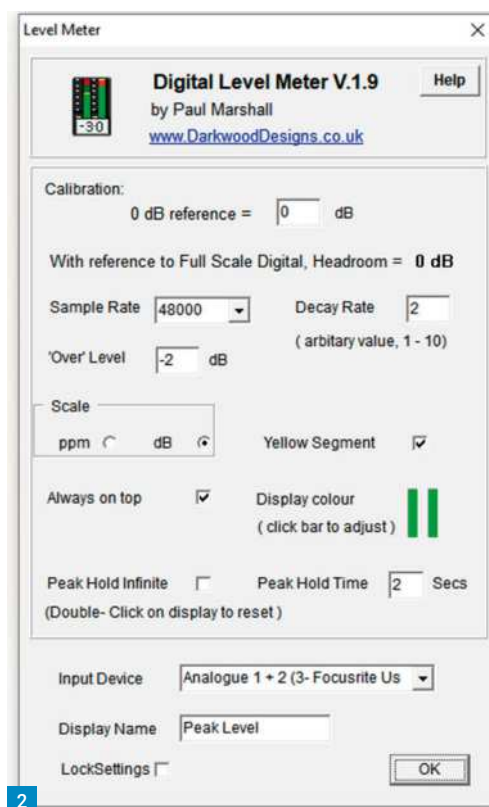 Level Meter
Digital Level Meter V.1.9
Help
by Paul Marshall
www.DarkwoodDesigns.co.uk
-30
Calibration:
0 dB reference = 0 dB
With reference to Full Scale Digital, Headroom = 0 dB
Sample Rate 48000
Decay Rate 2
( arbitary value, 1 - 10)
'Over' Level -2 dB
Scale
ppm dB
Yellow Segment
Always on top
Display colour
( click bar to adjust )
Peak Hold Infinite
Peak Hold Time 2 Secs
(Double- Click on display to reset )
Input Device Analogue 1 + 2 (3- Focusrite Us
Display Name Peak Level
LockSettings
OK
2